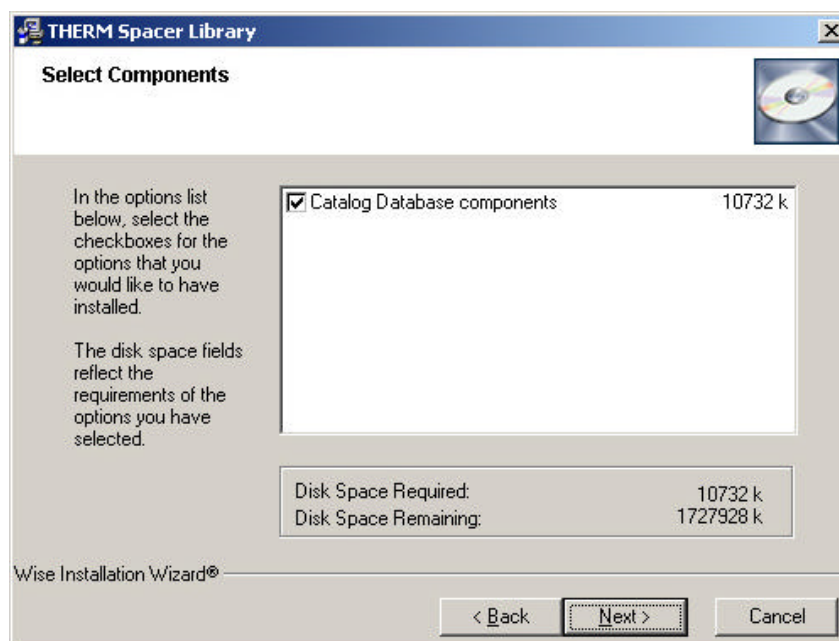 THERM Spacer Library
Select Components
In the options list
below, select the
checkboxes for the
options that you
would like to have
installed.
The disk space fields
reflect the
requirements of the
options you have
selected.
Catalog Database components 10732 k
Disk Space Required: 10732 k
Disk Space Remaining: 1727928 k
Wise Installation Wizard®
< Back Next > Cancel